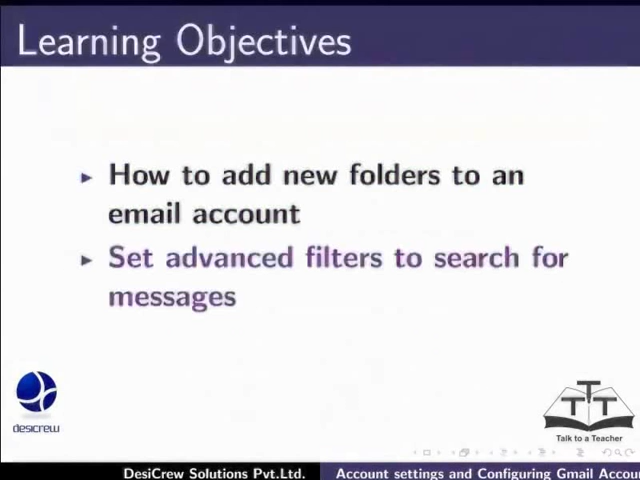 Learning Objectives
How to add new folders to an
email account
Set advanced filters to search for
messages
desicrew
TTT
Talk to a Teacher
DesiCrew Solutions Pvt.Ltd. Account settings and Configuring Gmail Accou